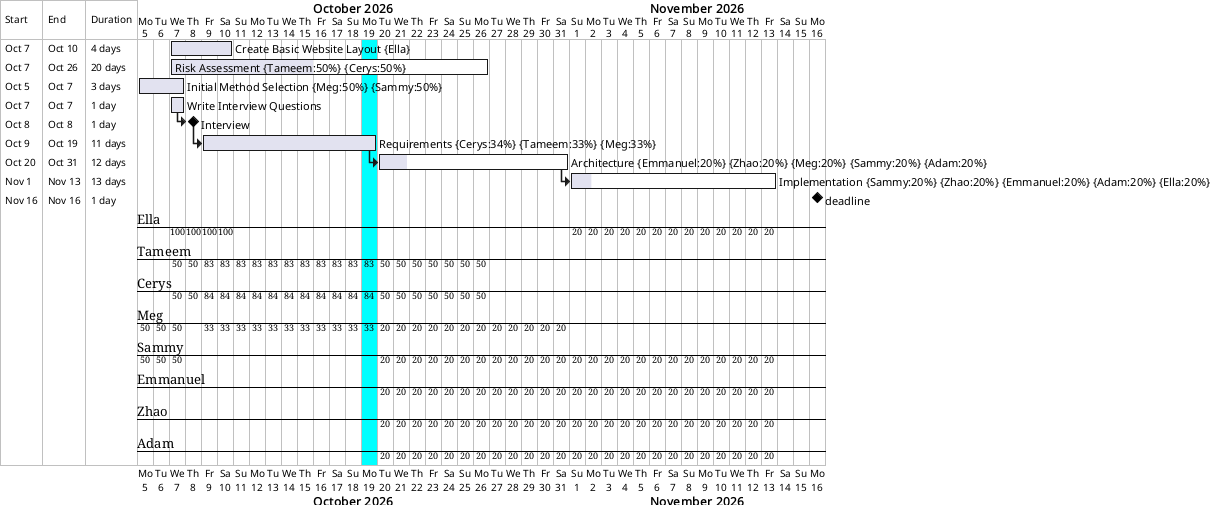 October 2026 November 2026
Start End Duration Mo Tu We Th Fr Sa Su Mo Tu We Th Fr Sa Su Mo Tu We Th Fr Sa Su Mo Tu We Th Fr Sa Su Mo Tu We Th Fr Sa Su Mo Tu We Th Fr Sa Su Mo
5 6 7 8 9 10 11 12 13 14 15 16 17 18 19 20 21 22 23 24 25 26 27 28 29 30 31 1 2 3 4 5 6 7 8 9 10 11 12 13 14 15 16
Oct 7 Oct 10 4 days Create Basic Website Layout {Ella}
Oct 7 Oct 26 20 days Risk Assessment {Tameem:50%} {Cerys:50%}
Oct 5 Oct 7 3 days Initial Method Selection {Meg:50%} {Sammy:50%}
Oct 7 Oct 7 1 day Write Interview Questions
Oct 8 Oct 8 1 day Interview
Oct 9 Oct 19 11 days Requirements {Cerys:34%} {Tameem:33%} {Meg:33%}
Oct 20 Oct 31 12 days Architecture {Emmanuel:20%} {Zhao:20%} {Meg:20%} {Sammy:20%} {Adam:20%}
Nov 1 Nov 13 13 days Implementation {Sammy:20%} {Zhao:20%} {Emmanuel:20%} {Adam:20%} {Ella:20%}
Nov 16 Nov 16 1 day deadline
Ella
100 100 100 100 20 20 20 20 20 20 20 20 20 20 20 20 20
Tameem
50 50 83 83 83 83 83 83 83 83 83 83 83 50 50 50 50 50 50 50
Cerys
50 50 84 84 84 84 84 84 84 84 84 84 84 50 50 50 50 50 50 50
Meg
50 50 50 33 33 33 33 33 33 33 33 33 33 33 20 20 20 20 20 20 20 20 20 20 20 20
Sammy
50 50 50 20 20 20 20 20 20 20 20 20 20 20 20 20 20 20 20 20 20 20 20 20 20 20 20 20
Emmanuel
20 20 20 20 20 20 20 20 20 20 20 20 20 20 20 20 20 20 20 20 20 20 20 20 20
Zhao
20 20 20 20 20 20 20 20 20 20 20 20 20 20 20 20 20 20 20 20 20 20 20 20 20
Adam
20 20 20 20 20 20 20 20 20 20 20 20 20 20 20 20 20 20 20 20 20 20 20 20 20
Mo Tu We Th Fr Sa Su Mo Tu We Th Fr Sa Su Mo Tu We Th Fr Sa Su Mo Tu We Th Fr Sa Su Mo Tu We Th Fr Sa Su Mo Tu We Th Fr Sa Su Mo
5 6 7 8 9 10 11 12 13 14 15 16 17 18 19 20 21 22 23 24 25 26 27 28 29 30 31 1 2 3 4 5 6 7 8 9 10 11 12 13 14 15 16
October 2026 November 2026